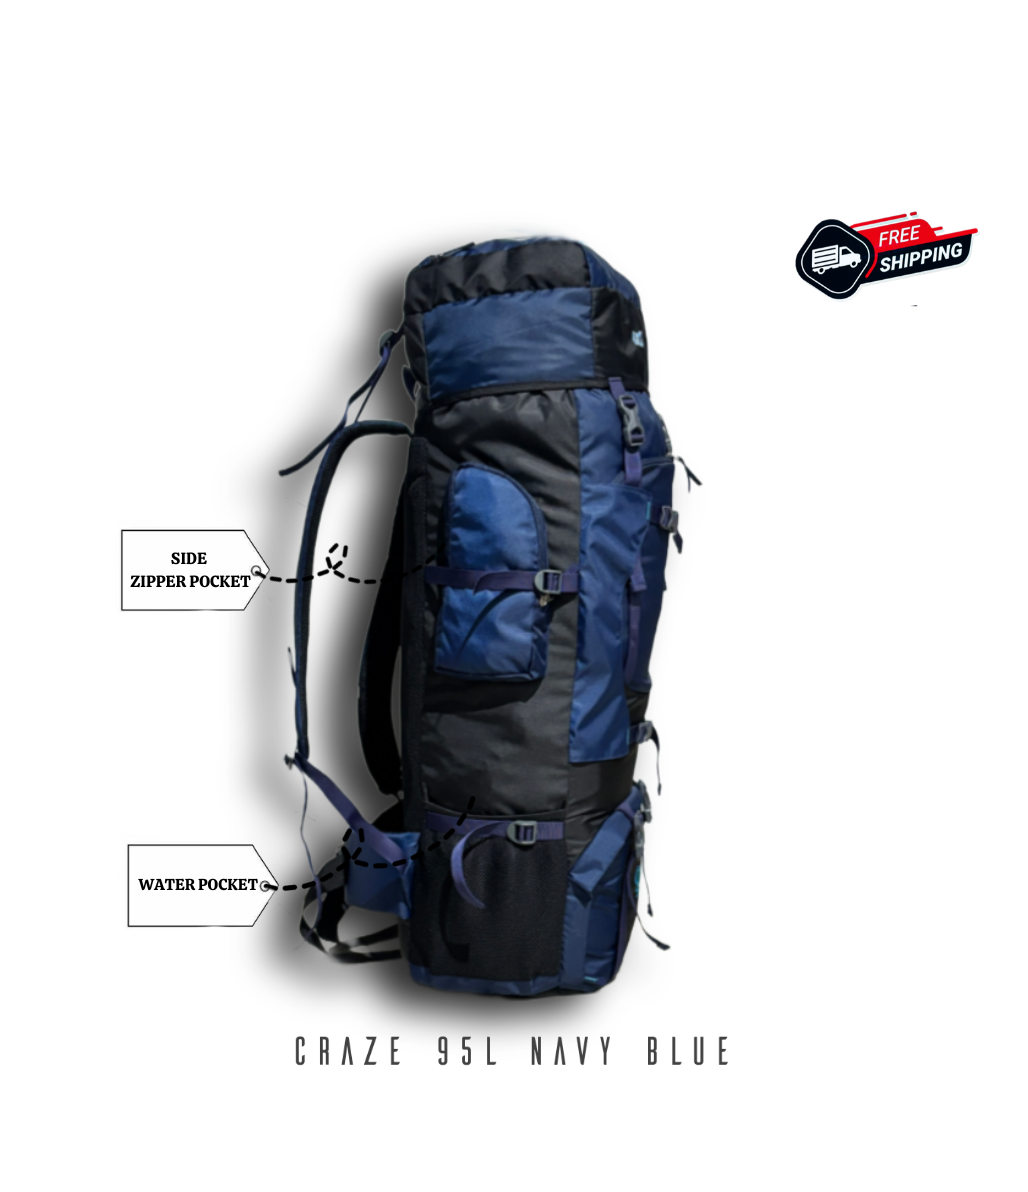 FREE
SHIPPING
SIDE
ZIPPER POCKET
WATER POCKET
CRAZE 95L NAVY BLUE